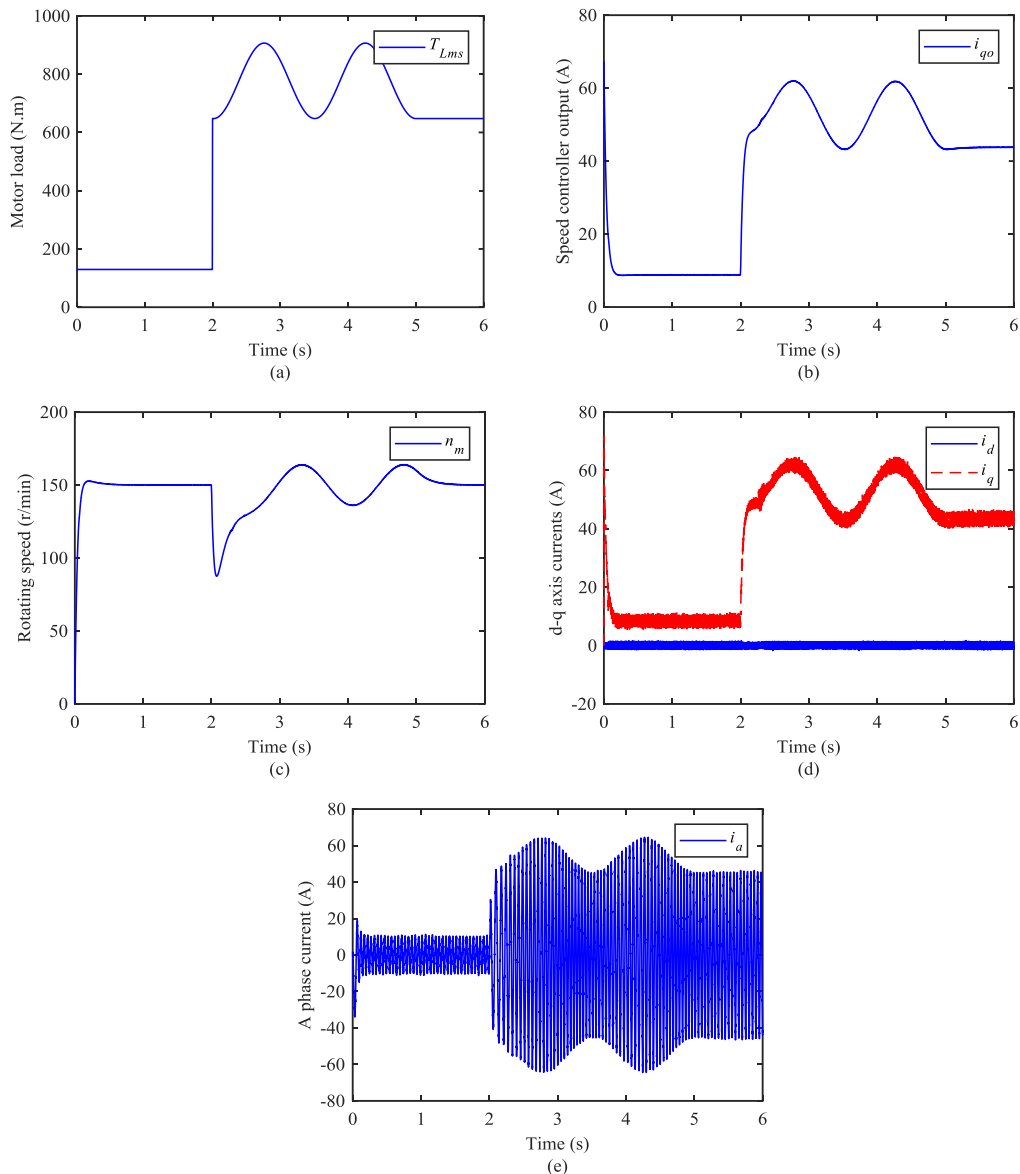 1000
800
600
400
200
0
Motor load (N.m)
T_Lms
0 1 2 3 4 5 6
Time (s)
(a)
80
60
40
20
0
Speed controller output (A)
i_qo
0 1 2 3 4 5 6
Time (s)
(b)
200
150
100
50
0
Rotating speed (r/min)
n_m
0 1 2 3 4 5 6
Time (s)
(c)
80
60
40
20
0
-20
d-q axis currents (A)
i_d
i_q
0 1 2 3 4 5 6
Time (s)
(d)
80
60
40
20
0
-20
-40
-60
-80
A phase current (A)
i_a
0 1 2 3 4 5 6
Time (s)
(e)